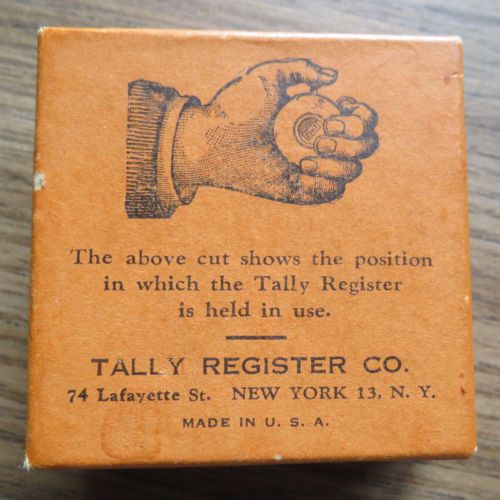 The above cut shows the position
in which the Tally Register
is held in use.
TALLY REGISTER CO.
74 Lafayette St. NEW YORK 13, N. Y.
MADE IN U. S. A.